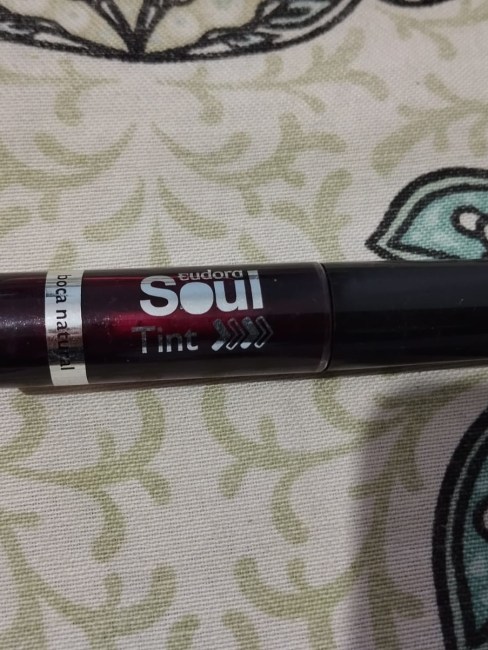 eudora
Soul
Tint
boca natural